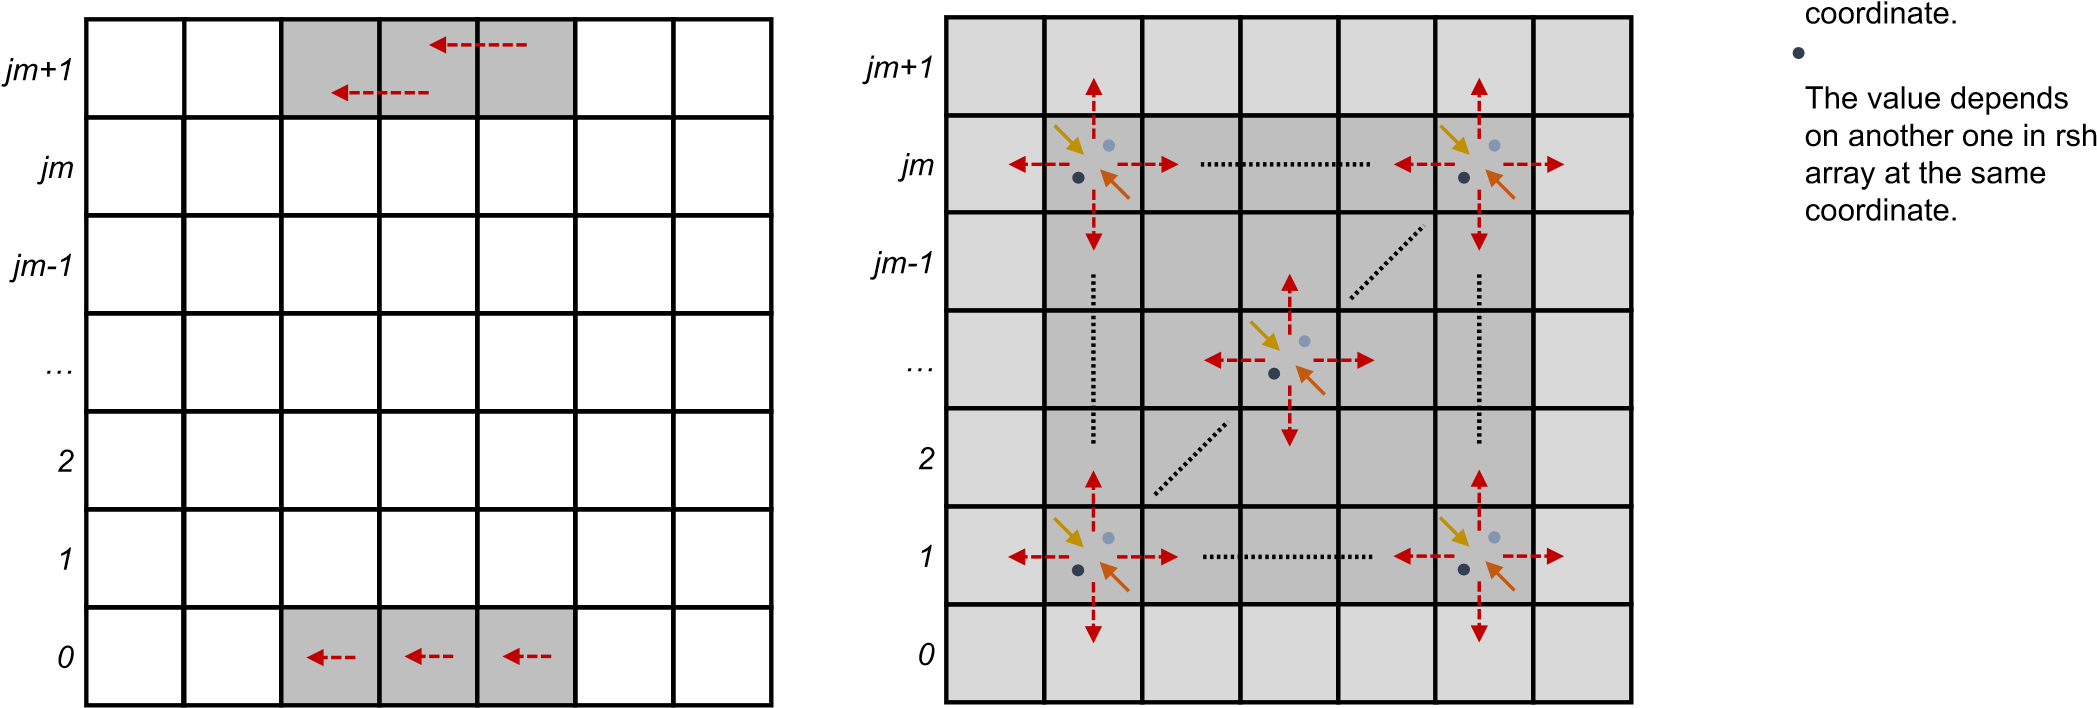 jm+1
jm
jm-1
...
2
1
0
jm+1
jm
jm-1
...
2
1
0
coordinate.
The value depends
on another one in rsh
array at the same
coordinate.